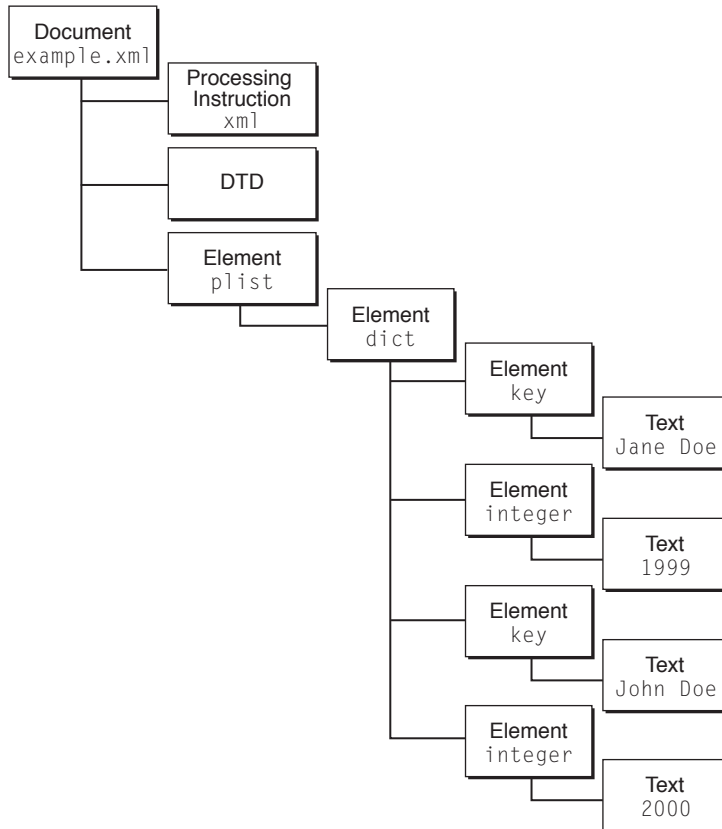 Document
example.xml
Processing
Instruction
xml
DTD
Element
plist
Element
dict
Element
key
Text
Jane Doe
Element
integer
Text
1999
Element
key
Text
John Doe
Element
integer
Text
2000